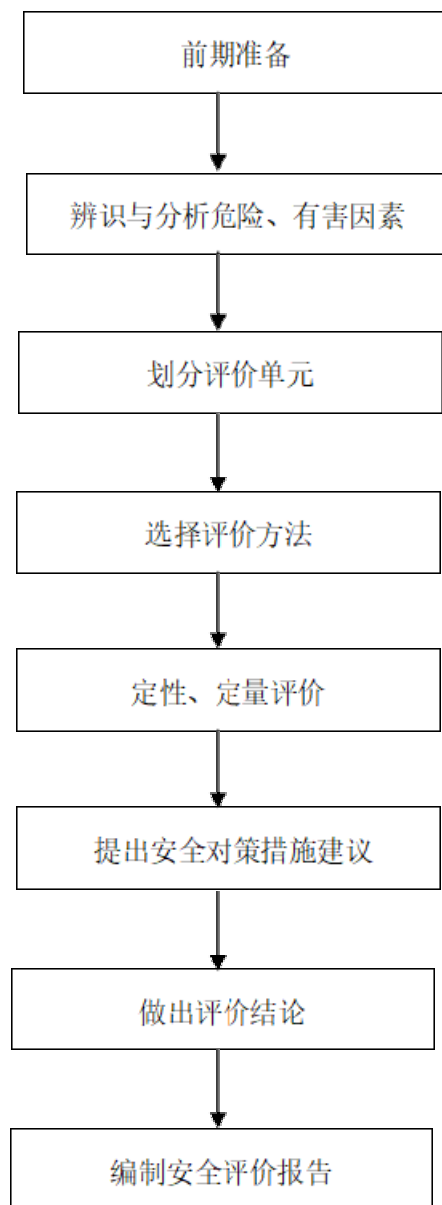 前期准备
辨识与分析危险、有害因素
划分评价单元
选择评价方法
定性、定量评价
提出安全对策措施建议
做出评价结论
编制安全评价报告